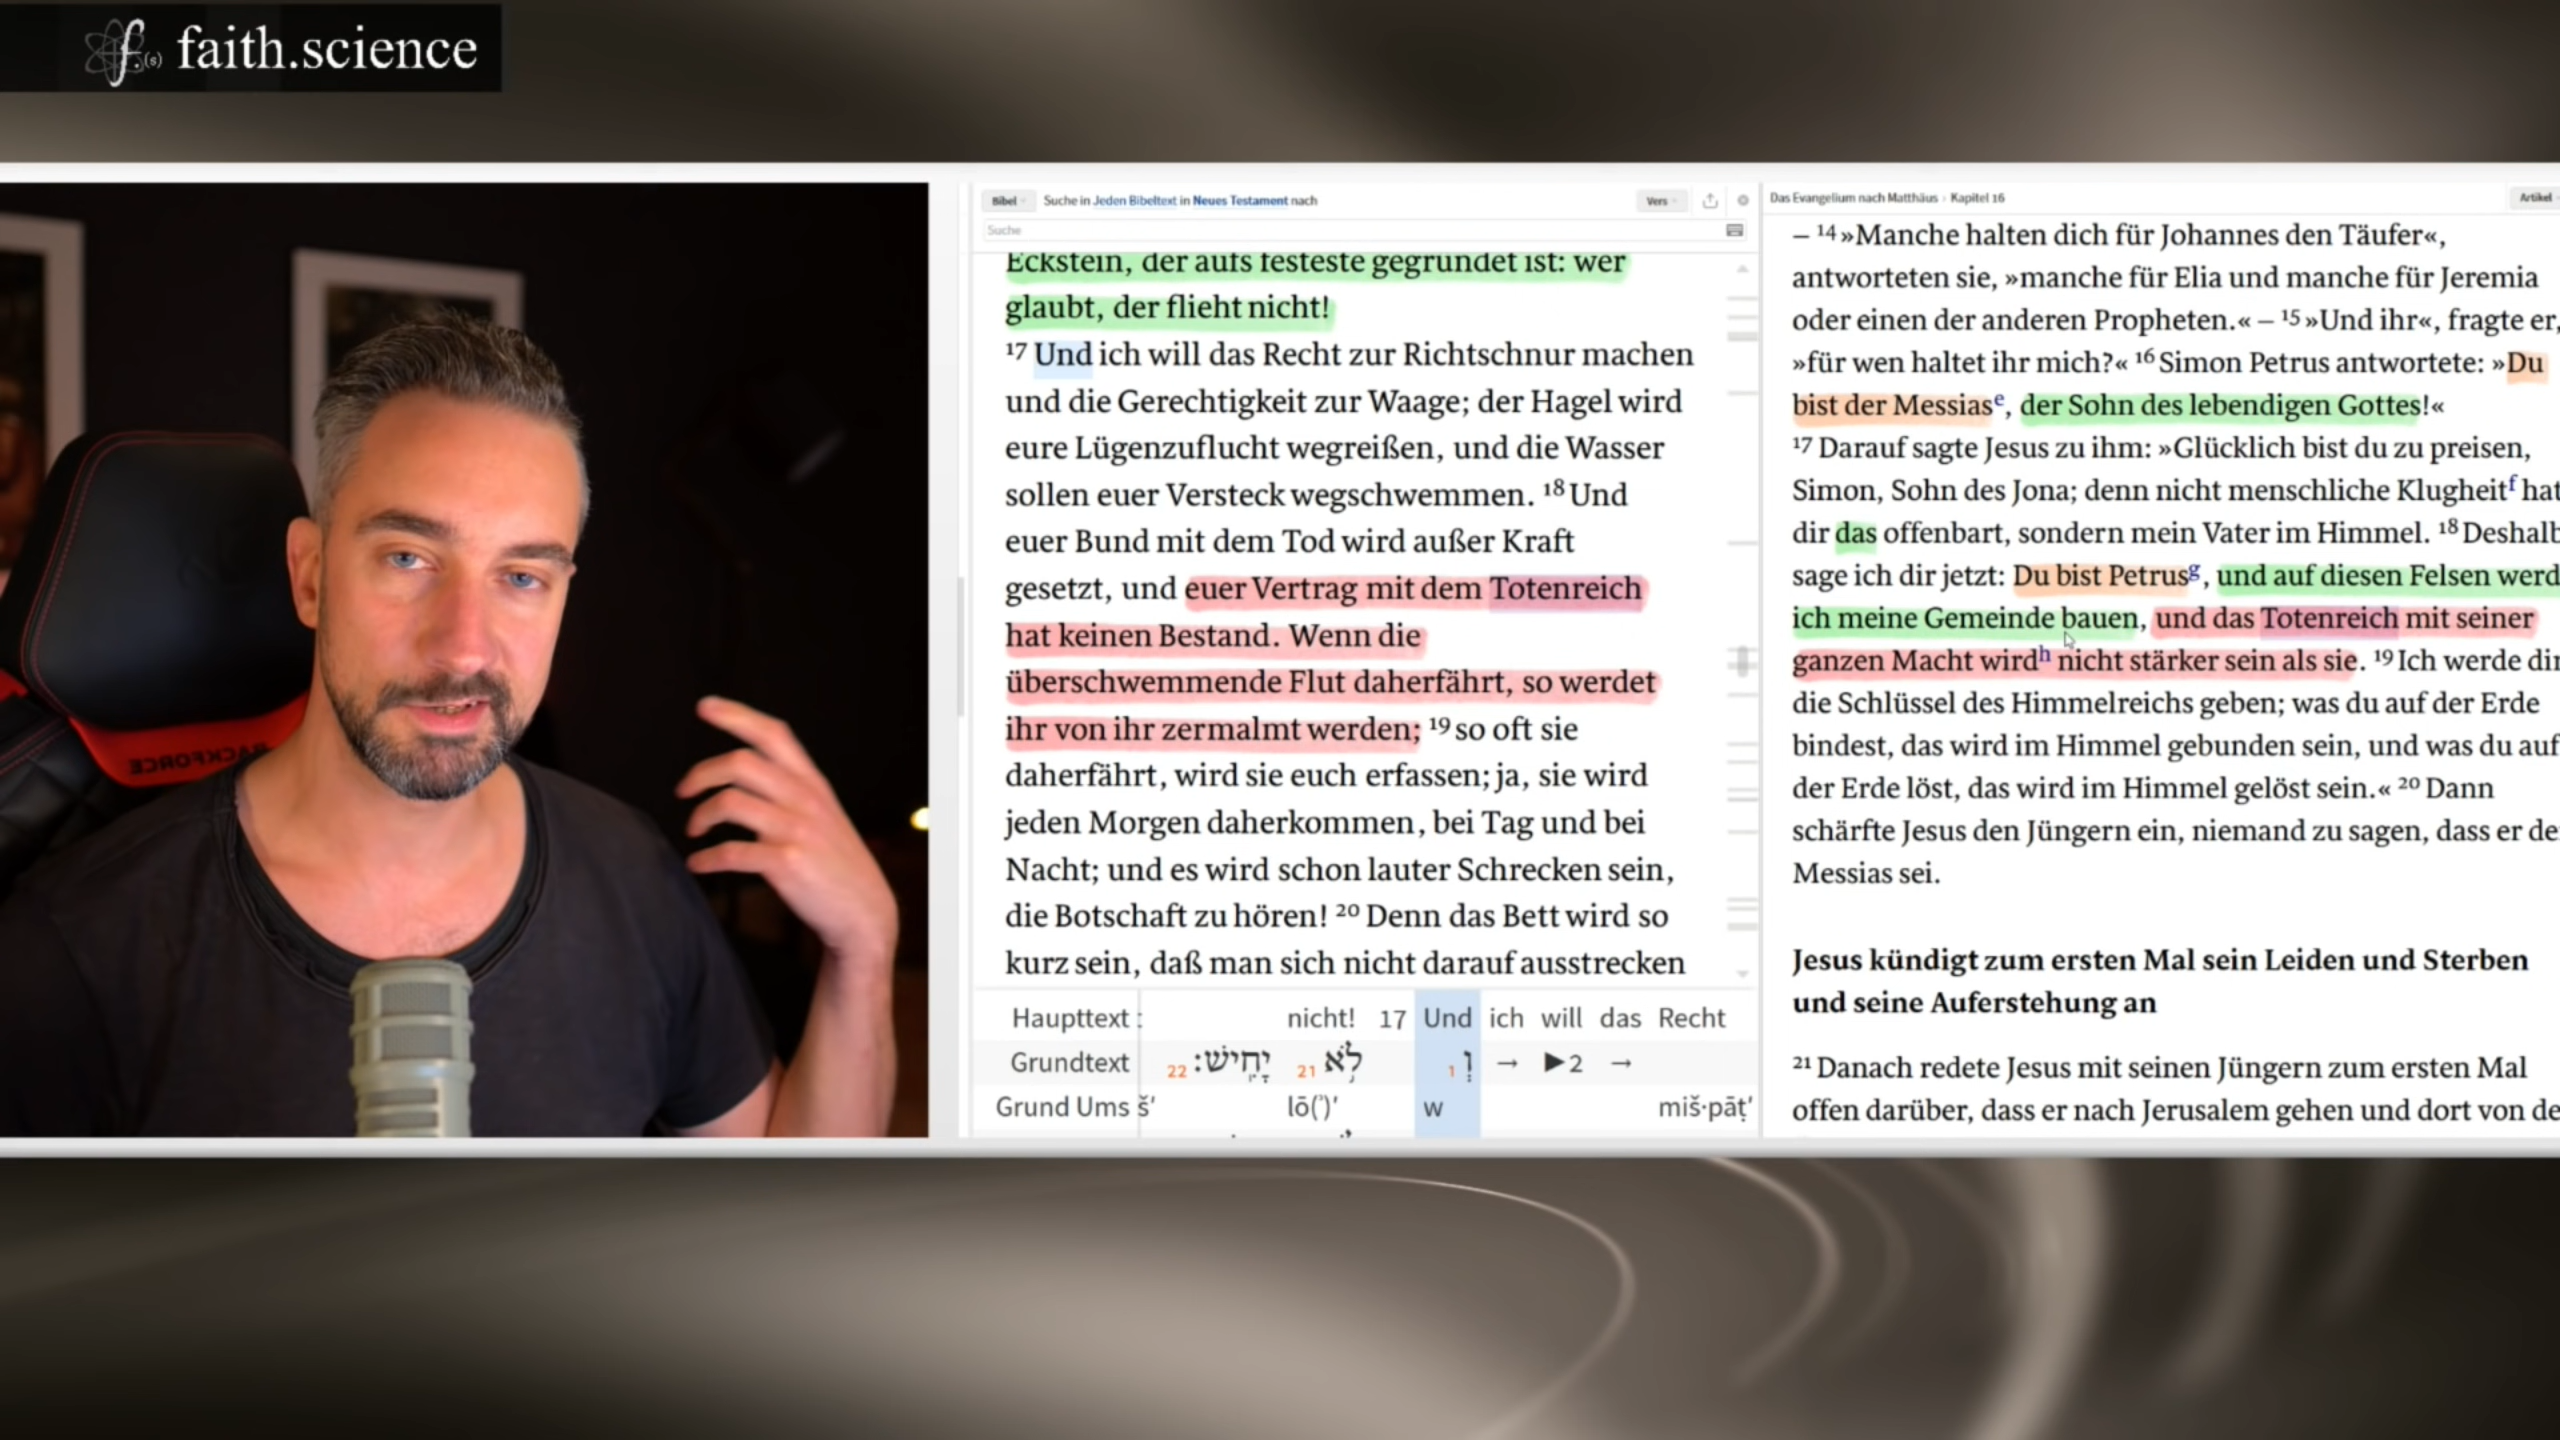 faith.science
Bibel Suche in Jeden Bibeltext in Neues Testament nach Vers
Suche
Eckstein, der aufs festeste gegründet ist: wer
glaubt, der flieht nicht!
17 Und ich will das Recht zur Richtschnur machen
und die Gerechtigkeit zur Waage; der Hagel wird
eure Lügenzuflucht wegreißen, und die Wasser
sollen euer Versteck wegschwemmen. 18 Und
euer Bund mit dem Tod wird außer Kraft
gesetzt, und euer Vertrag mit dem Totenreich
hat keinen Bestand. Wenn die
überschwemmende Flut daherfährt, so werdet
ihr von ihr zermalmt werden; 19 so oft sie
daherfährt, wird sie euch erfassen; ja, sie wird
jeden Morgen daherkommen, bei Tag und bei
Nacht; und es wird schon lauter Schrecken sein,
die Botschaft zu hören! 20 Denn das Bett wird so
kurz sein, daß man sich nicht darauf ausstrecken
Haupttext : nicht! 17 Und ich will das Recht
Grundtext 22 יָחִֽישׁ׃ 21 לֹ֥א 1 וְ → ▶2 →
Grund Ums š' lō(ʾ)' w miš·pāṭ'
Das Evangelium nach Matthäus › Kapitel 16 Artikel
– 14 »Manche halten dich für Johannes den Täufer«,
antworteten sie, »manche für Elia und manche für Jeremia
oder einen der anderen Propheten.« – 15 »Und ihr«, fragte er,
»für wen haltet ihr mich?« 16 Simon Petrus antwortete: »Du
bist der Messias e, der Sohn des lebendigen Gottes!«
17 Darauf sagte Jesus zu ihm: »Glücklich bist du zu preisen,
Simon, Sohn des Jona; denn nicht menschliche Klugheit f hat
dir das offenbart, sondern mein Vater im Himmel. 18 Deshalb
sage ich dir jetzt: Du bist Petrus g, und auf diesen Felsen werd
ich meine Gemeinde bauen, und das Totenreich mit seiner
ganzen Macht wird h nicht stärker sein als sie. 19 Ich werde dir
die Schlüssel des Himmelreichs geben; was du auf der Erde
bindest, das wird im Himmel gebunden sein, und was du auf
der Erde löst, das wird im Himmel gelöst sein.« 20 Dann
schärfte Jesus den Jüngern ein, niemand zu sagen, dass er de
Messias sei.
Jesus kündigt zum ersten Mal sein Leiden und Sterben
und seine Auferstehung an
21 Danach redete Jesus mit seinen Jüngern zum ersten Mal
offen darüber, dass er nach Jerusalem gehen und dort von de
BACKFORCE